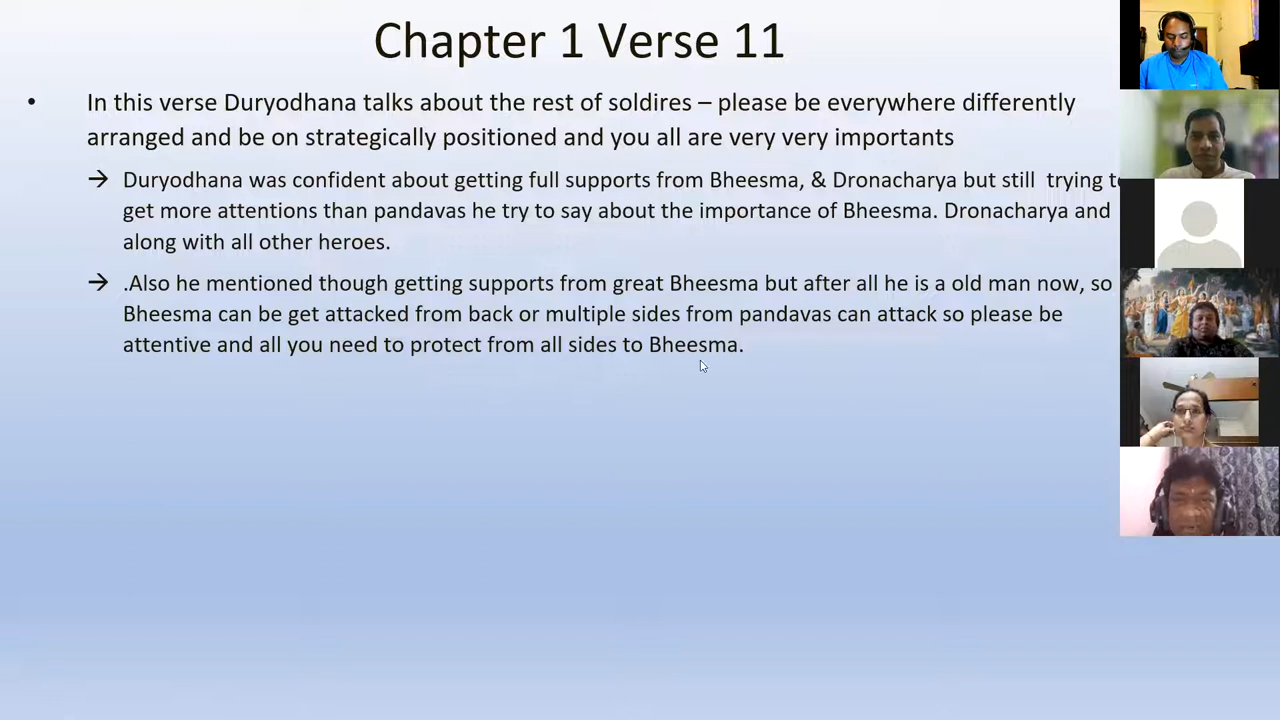 Chapter 1 Verse 11
• In this verse Duryodhana talks about the rest of soldires – please be everywhere differently
arranged and be on strategically positioned and you all are very very importants
→ Duryodhana was confident about getting full supports from Bheesma, & Dronacharya but still trying to
get more attentions than pandavas he try to say about the importance of Bheesma. Dronacharya and
along with all other heroes.
→ .Also he mentioned though getting supports from great Bheesma but after all he is a old man now, so
Bheesma can be get attacked from back or multiple sides from pandavas can attack so please be
attentive and all you need to protect from all sides to Bheesma.